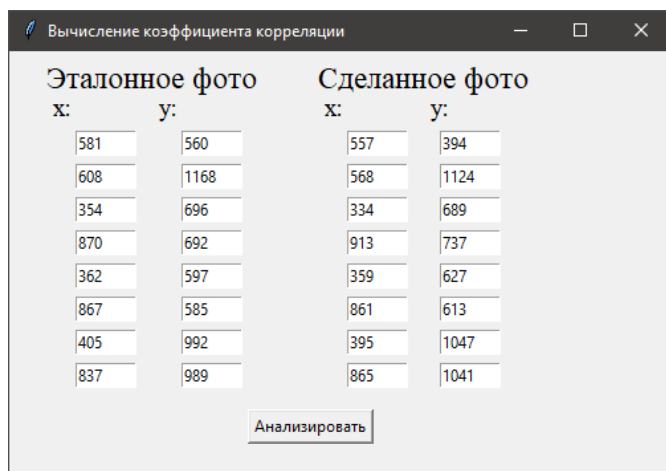 Вычисление коэффициента корреляции
Эталонное фото Сделанное фото
x: y: x: y:
581 560 557 394
608 1168 568 1124
354 696 334 689
870 692 913 737
362 597 359 627
867 585 861 613
405 992 395 1047
837 989 865 1041
Анализировать